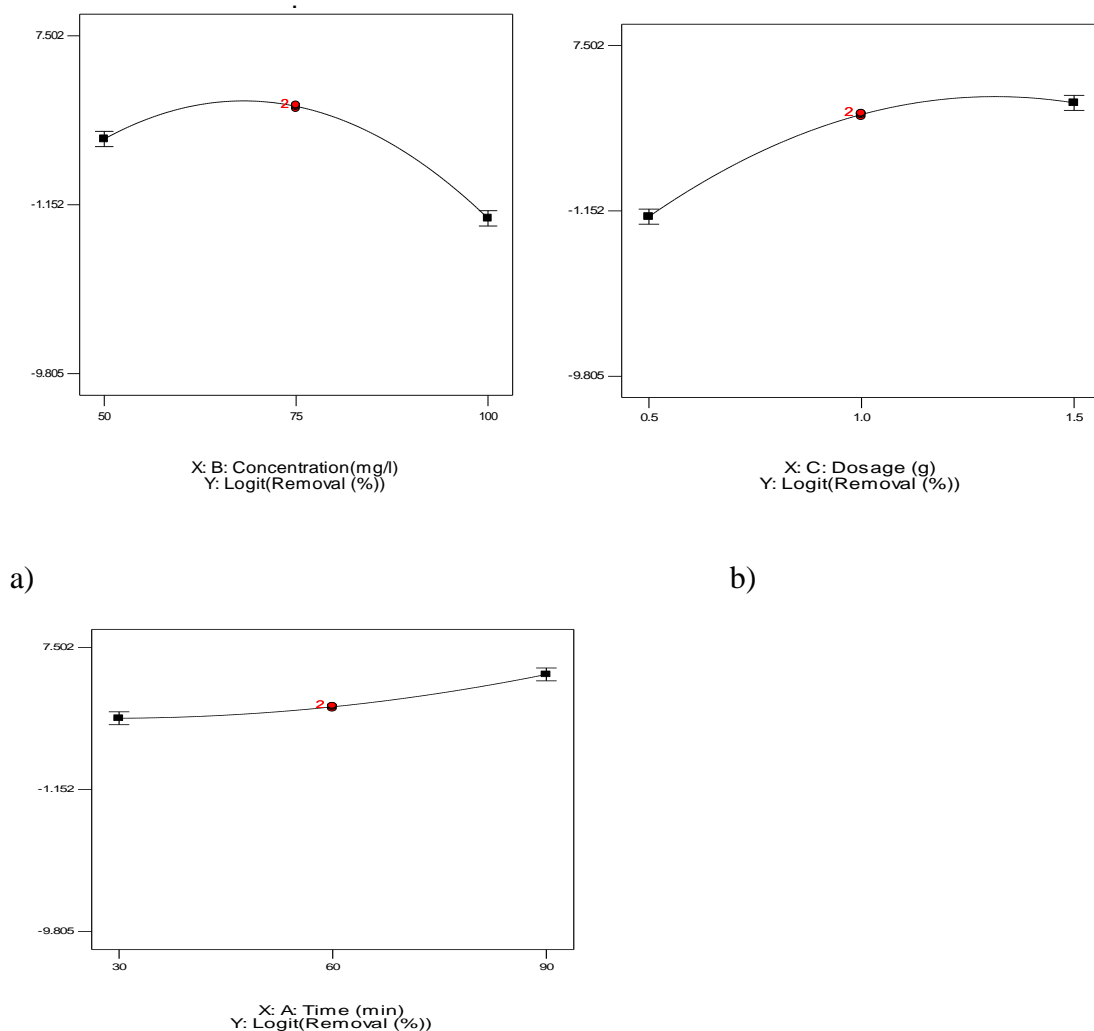 7.502
2
-1.152
-9.805
50
75
100
X: B: Concentration(mg/l)
Y: Logit(Removal (%))
7.502
2
-1.152
-9.805
0.5
1.0
1.5
X: C: Dosage (g)
Y: Logit(Removal (%))
a)
b)
7.502
2
-1.152
-9.805
30
60
90
X: A: Time (min)
Y: Logit(Removal (%))